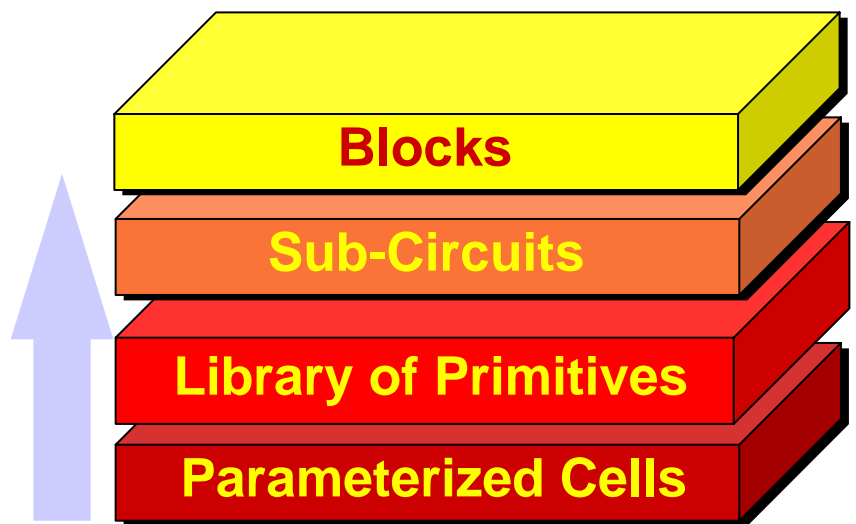 Blocks
Sub-Circuits
Library of Primitives
Parameterized Cells